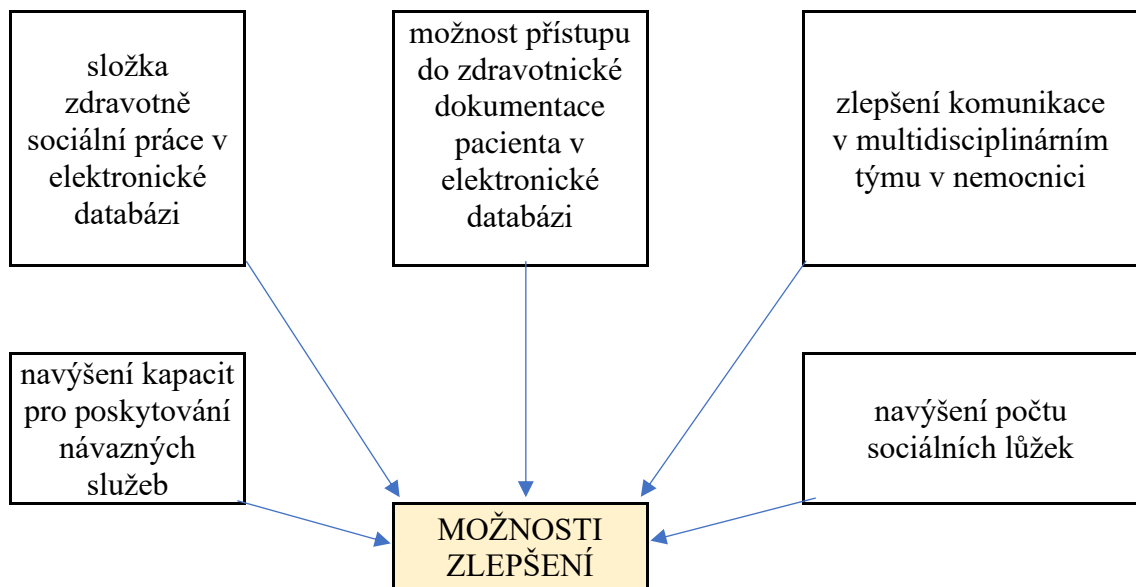 složka
zdravotně
sociální práce v
elektronické
databázi
možnost přístupu
do zdravotnické
dokumentace
pacienta v
elektronické
databázi
zlepšení komunikace
v multidisciplinárním
týmu v nemocnici
navýšení kapacit
pro poskytování
návazných
služeb
navýšení počtu
sociálních lůžek
MOŽNOSTI
ZLEPŠENÍ